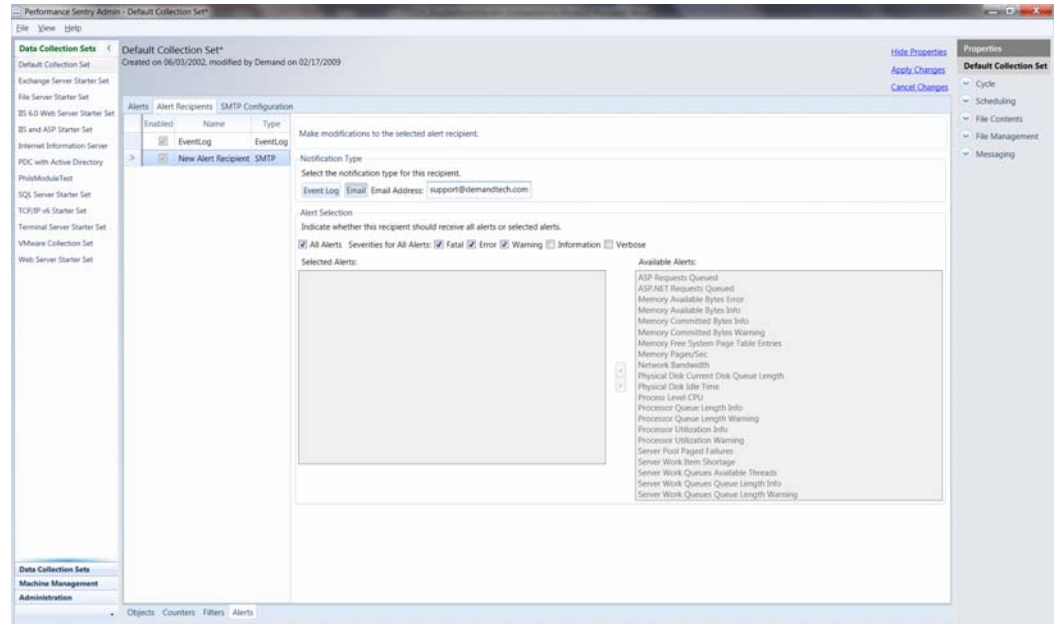 Performance Sentry Admin - Default Collection Set*
File View Help
Data Collection Sets
Default Collection Set
Exchange Server Starter Set
File Server Starter Set
IIS 6.0 Web Server Starter Set
IIS and ASP Starter Set
Internet Information Server
PDC with Active Directory
PhilsModuleTest
SQL Server Starter Set
TCP/IP v6 Starter Set
Terminal Server Starter Set
VMware Collection Set
Web Server Starter Set
Data Collection Sets
Machine Management
Administration
Default Collection Set*
Created on 06/03/2002, modified by Demand on 02/17/2009
Hide Properties
Apply Changes
Cancel Changes
Alerts Alert Recipients SMTP Configuration
Enabled Name Type
EventLog EventLog
> New Alert Recipient SMTP
Make modifications to the selected alert recipient.
Notification Type
Select the notification type for this recipient.
Event Log Email Email Address: support@demandtech.com
Alert Selection
Indicate whether this recipient should receive all alerts or selected alerts.
All Alerts Severities for All Alerts: Fatal Error Warning Information Verbose
Selected Alerts:
Available Alerts:
ASP Requests Queued
ASP.NET Requests Queued
Memory Available Bytes Error
Memory Available Bytes Info
Memory Committed Bytes Info
Memory Committed Bytes Warning
Memory Free System Page Table Entries
Memory Pages/Sec
Network Bandwidth
Physical Disk Current Disk Queue Length
Physical Disk Idle Time
Process Level CPU
Processor Queue Length Info
Processor Queue Length Warning
Processor Utilization Info
Processor Utilization Warning
Server Pool Paged Failures
Server Work Item Shortage
Server Work Queues Available Threads
Server Work Queues Queue Length Info
Server Work Queues Queue Length Warning
Objects Counters Filters Alerts
Properties
Default Collection Set
Cycle
Scheduling
File Contents
File Management
Messaging